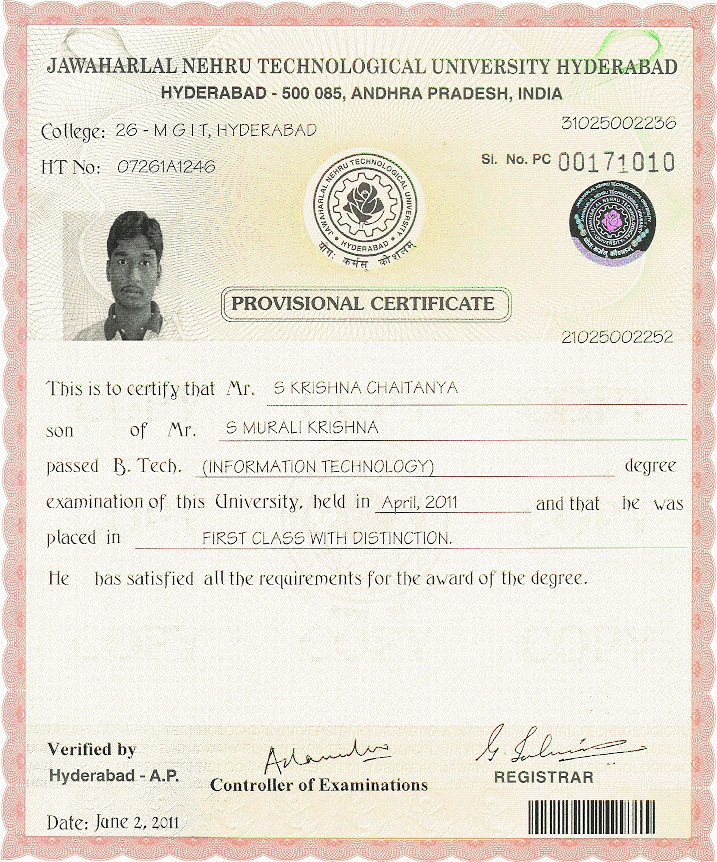 JAWAHARLAL NEHRU TECHNOLOGICAL UNIVERSITY HYDERABAD
HYDERABAD - 500 085, ANDHRA PRADESH, INDIA
College: 26 - M G I T, HYDERABAD
31025002236
HT No: 07261A1246
Sl. No. PC 00171010
JAWAHARLAL NEHRU TECHNOLOGICAL UNIVERSITY
HYDERABAD
योगः कर्मसु कौशलम्
PROVISIONAL CERTIFICATE
21025002252
This is to certify that Mr. S KRISHNA CHAITANYA
son of Mr. S MURALI KRISHNA
passed B. Tech. (INFORMATION TECHNOLOGY) degree
examination of this University, held in April, 2011 and that he was
placed in FIRST CLASS WITH DISTINCTION.
He has satisfied all the requirements for the award of the degree.
COPY COPY COPY
Verified by
Hyderabad - A.P.
Controller of Examinations
REGISTRAR
Date: June 2, 2011